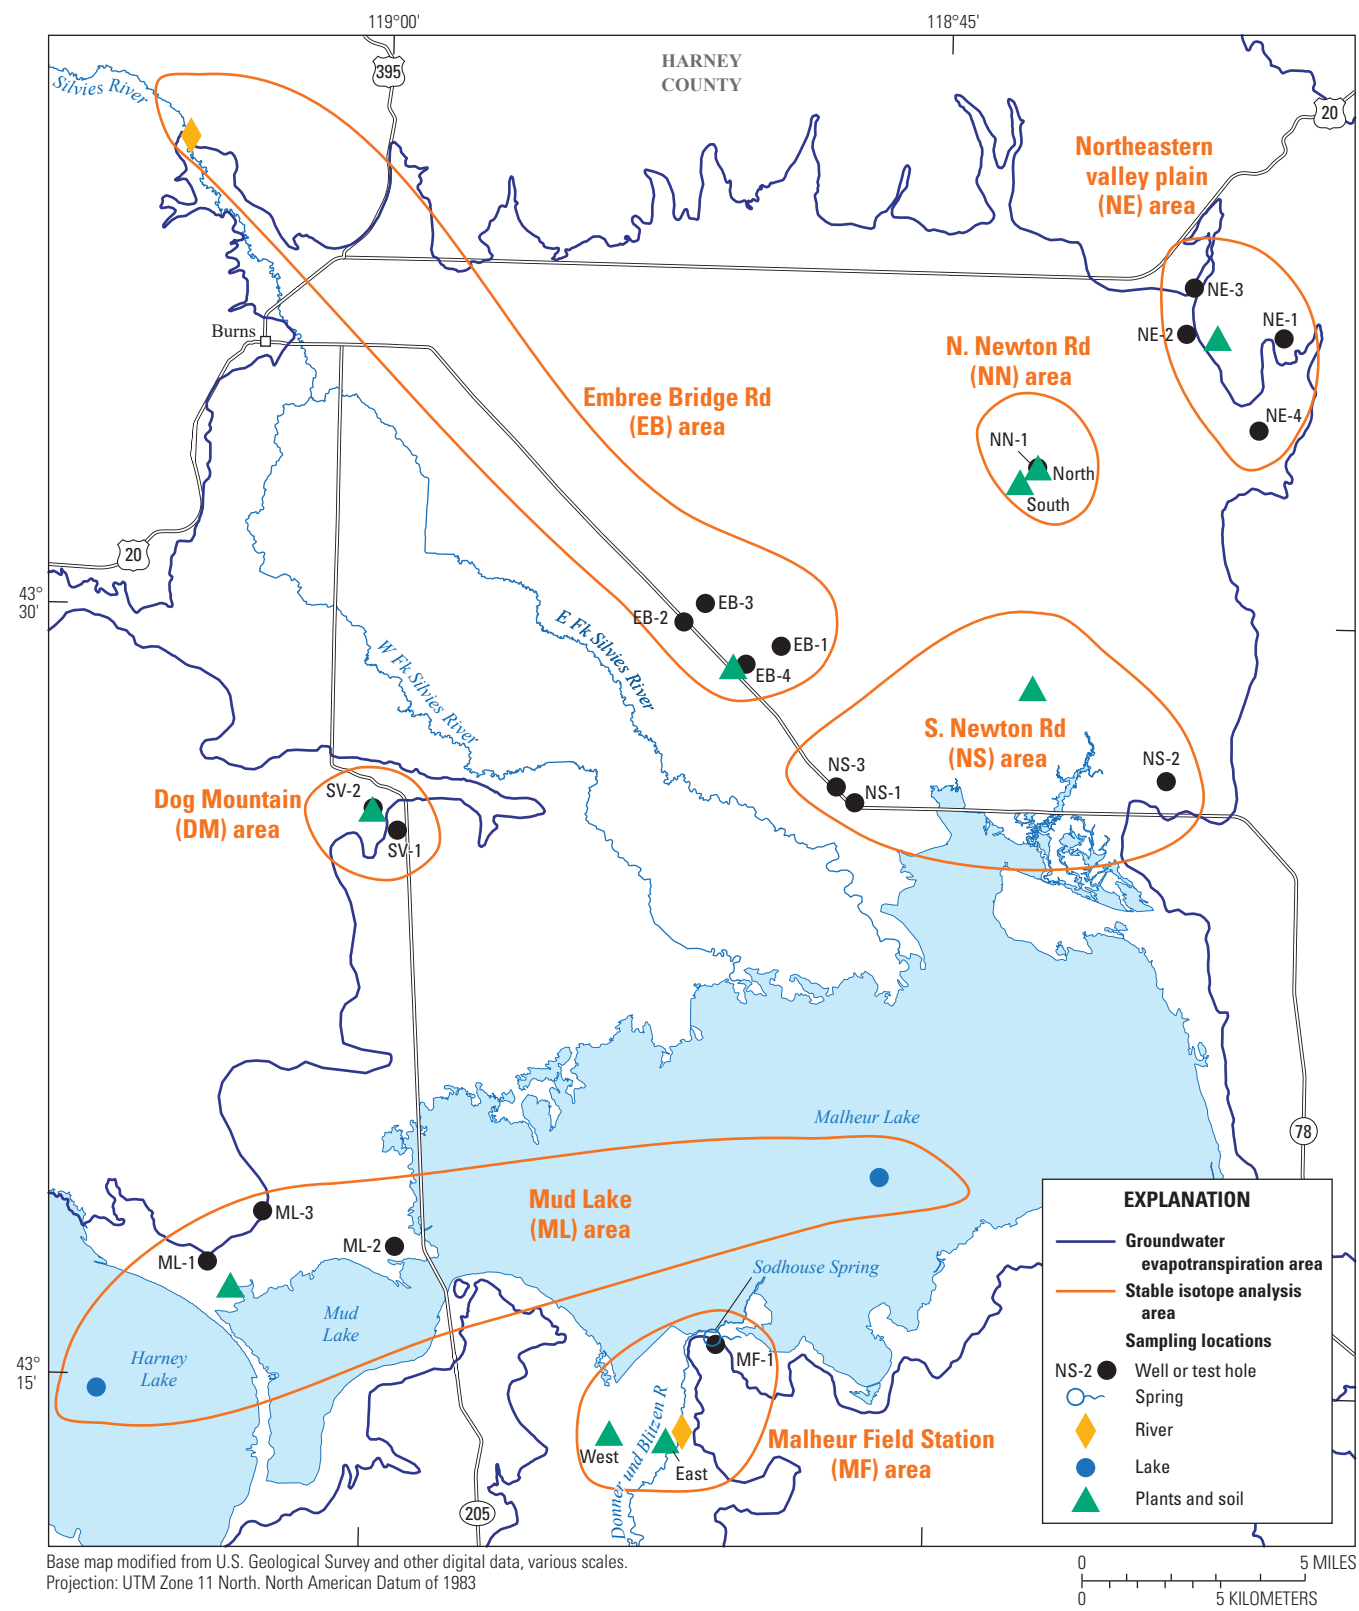 119°00'
118°45'
HARNEY
COUNTY
395
20
Silvies River
Northeastern
valley plain
(NE) area
NE-3
NE-2
NE-1
NE-4
Burns
N. Newton Rd
(NN) area
NN-1
North
South
Embree Bridge Rd
(EB) area
20
43°
30'
EB-3
EB-2
EB-1
EB-4
E Fk Silvies River
W Fk Silvies River
S. Newton Rd
(NS) area
NS-3
NS-1
NS-2
Dog Mountain
(DM) area
SV-2
SV-1
Malheur Lake
78
Mud Lake
(ML) area
ML-3
ML-2
ML-1
Sodhouse Spring
Mud
Lake
Harney
Lake
43°
15'
MF-1
Donner und Blitzen R
West
East
Malheur Field Station
(MF) area
205
EXPLANATION
Groundwater
evapotranspiration area
Stable isotope analysis
area
Sampling locations
NS-2 Well or test hole
Spring
River
Lake
Plants and soil
Base map modified from U.S. Geological Survey and other digital data, various scales.
Projection: UTM Zone 11 North. North American Datum of 1983
0 5 MILES
0 5 KILOMETERS